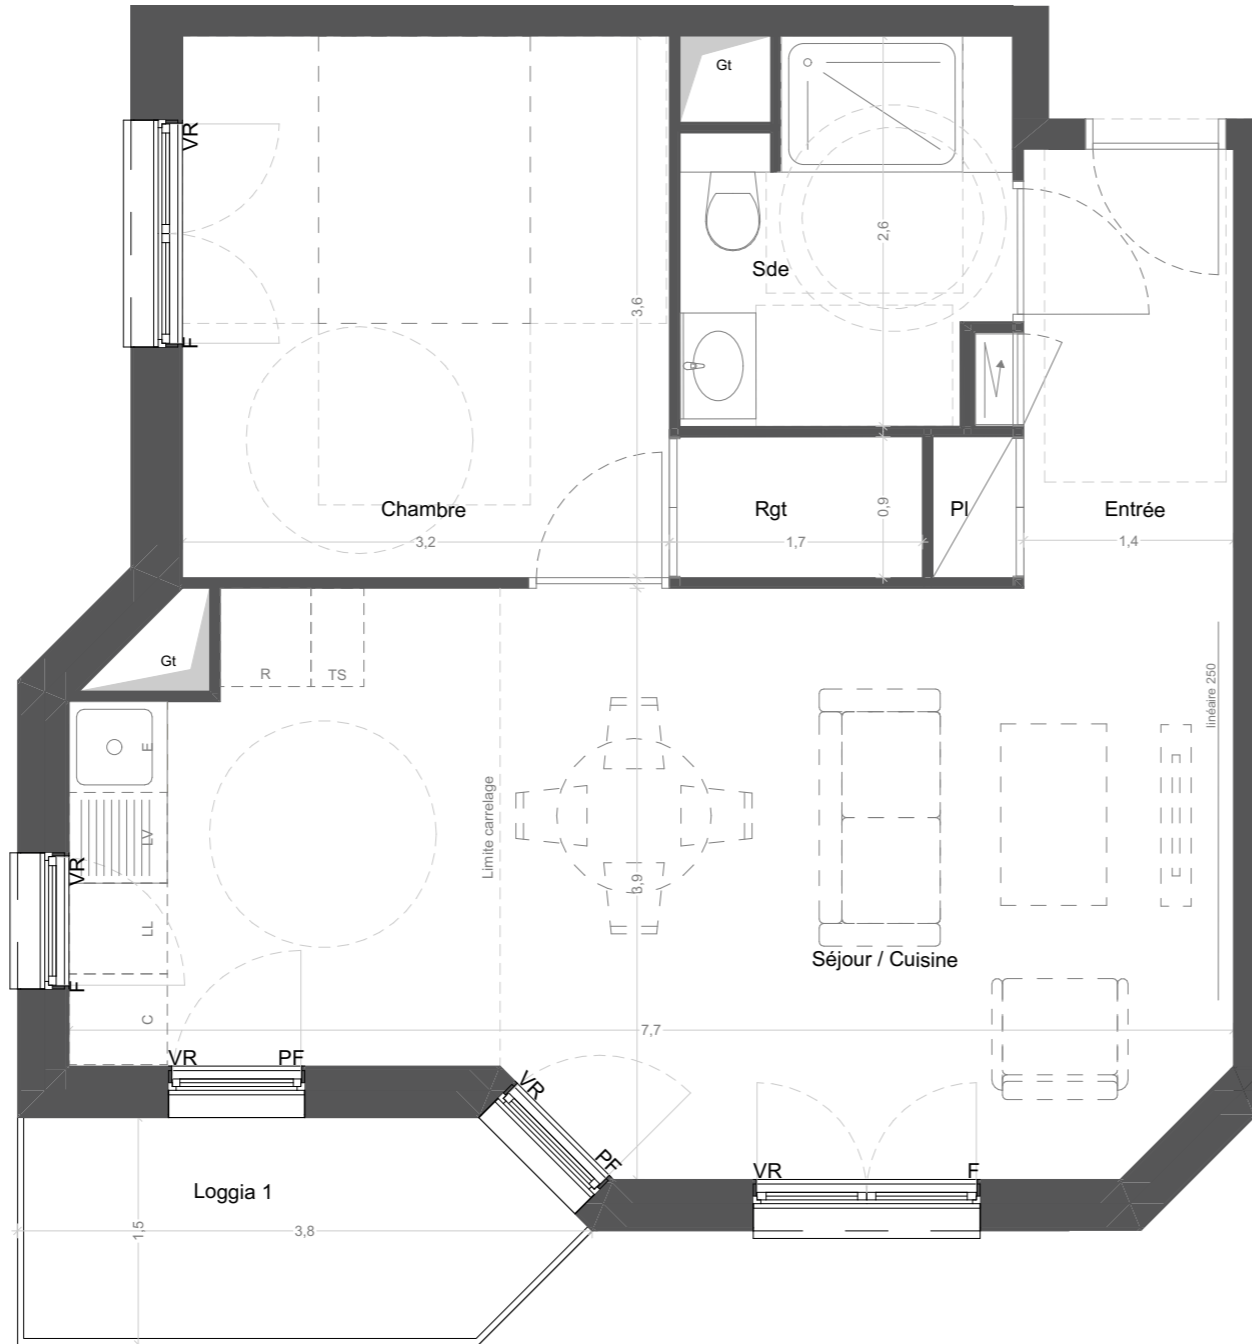 Gt
VR
2,6
Sde
3,6
F
Chambre
Rgt
0,9
Pl
Entrée
3,2
1,7
1,4
Gt
R
TS
linéaire 250
E
Limite carrelage
LV
VR
3,9
LL
Séjour / Cuisine
F
C
7,7
VR
PF
VR
PF
VR
F
Loggia 1
1,5
3,8